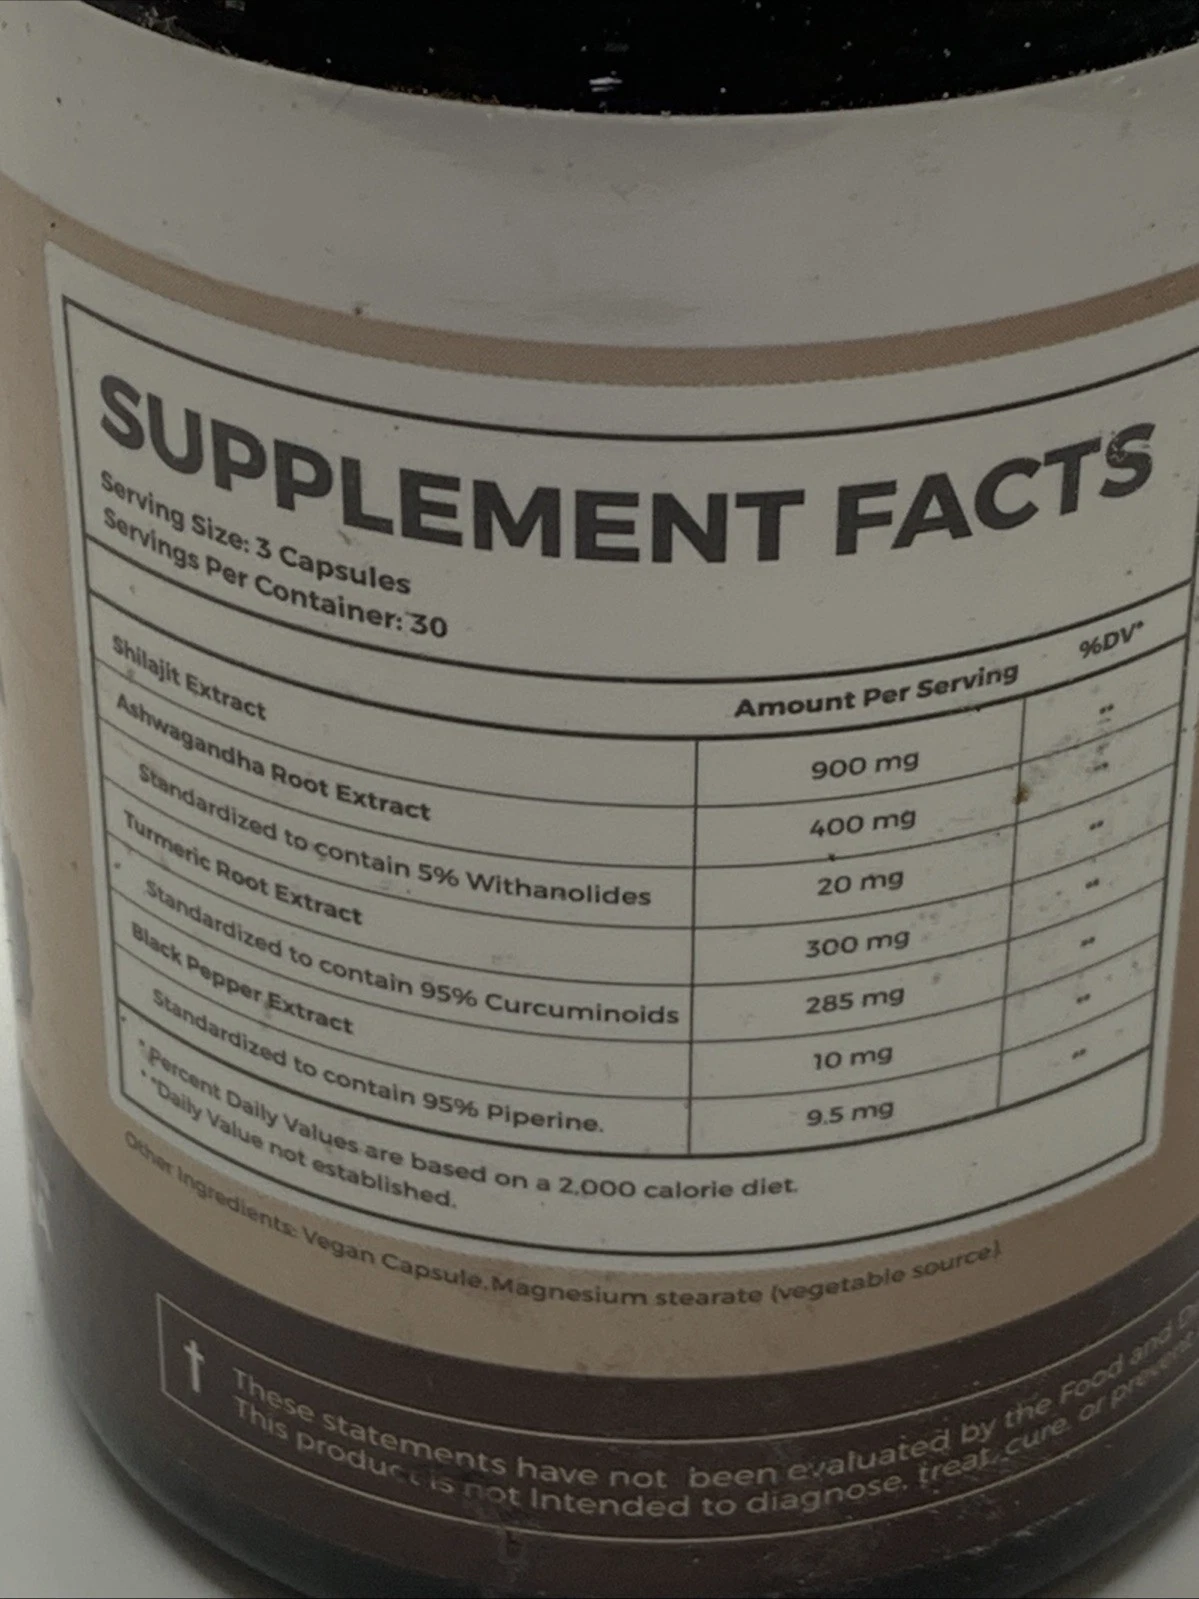 SUPPLEMENT FACTS
Serving Size: 3 Capsules
Servings Per Container: 30
Amount Per Serving %DV*
Shilajit Extract 900 mg **
Ashwagandha Root Extract 400 mg **
Standardized to contain 5% Withanolides 20 mg **
Turmeric Root Extract 300 mg **
Standardized to contain 95% Curcuminoids 285 mg **
Black Pepper Extract 10 mg **
Standardized to contain 95% Piperine. 9.5 mg **
* Percent Daily Values are based on a 2,000 calorie diet.
**Daily Value not established.
Other Ingredients: Vegan Capsule.Magnesium stearate (vegetable source).
† These statements have not been evaluated by the Food and
This product is not Intended to diagnose, treat, cure, or prevent